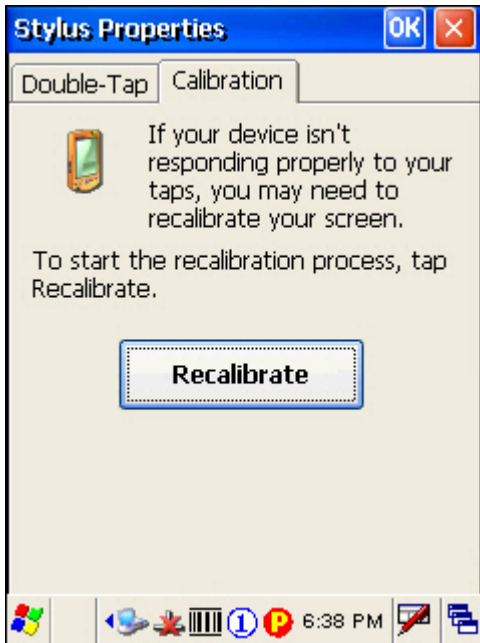 Stylus Properties OK
Double-Tap Calibration
If your device isn't
responding properly to your
taps, you may need to
recalibrate your screen.
To start the recalibration process, tap
Recalibrate.
Recalibrate
1 P 6:38 PM